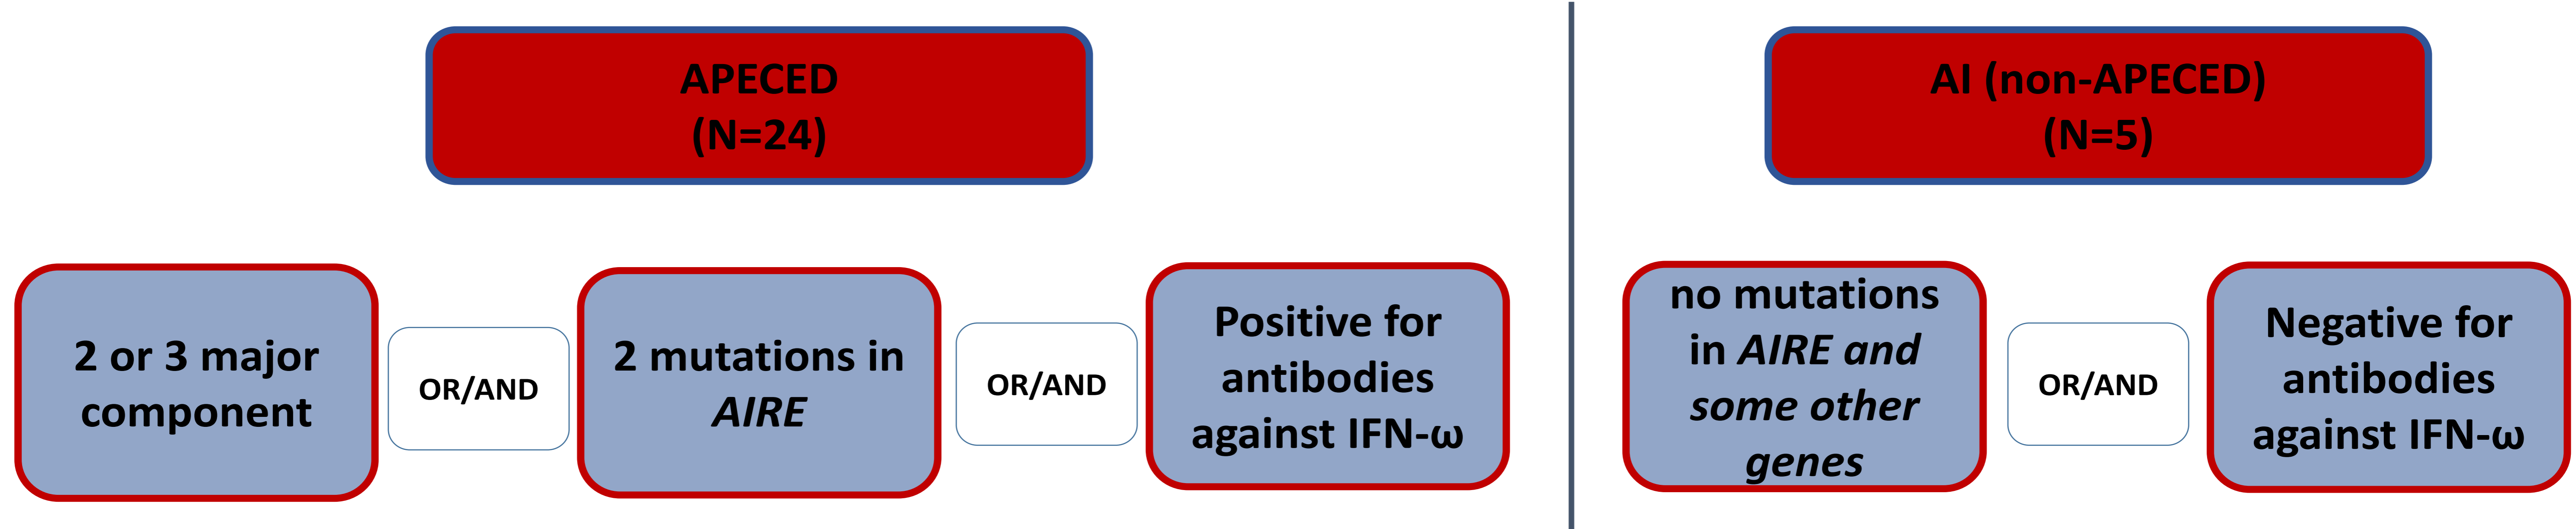 APECED
(N=24)
AI (non-APECED)
(N=5)
2 or 3 major
component
OR/AND
2 mutations in
AIRE
OR/AND
Positive for
antibodies
against IFN-ω
no mutations
in AIRE and
some other
genes
OR/AND
Negative for
antibodies
against IFN-ω